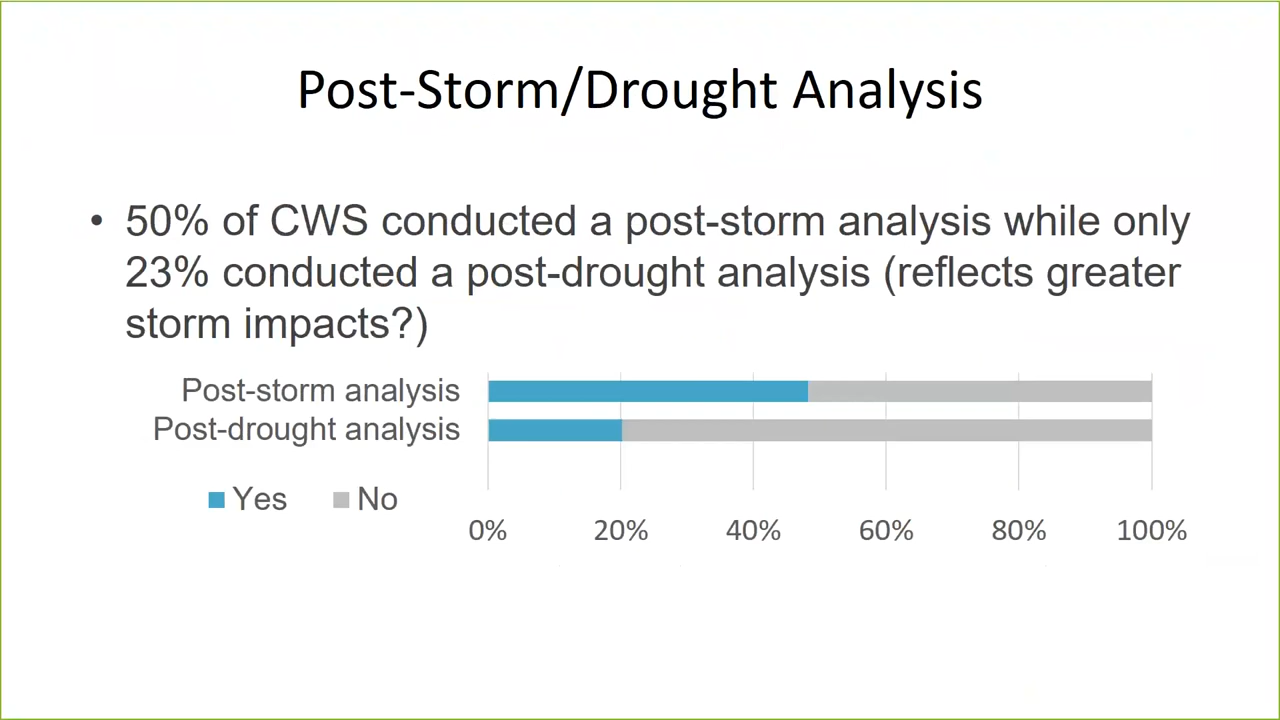 Post-Storm/Drought Analysis
• 50% of CWS conducted a post-storm analysis while only
23% conducted a post-drought analysis (reflects greater
storm impacts?)
Post-storm analysis
Post-drought analysis
Yes No
0% 20% 40% 60% 80% 100%